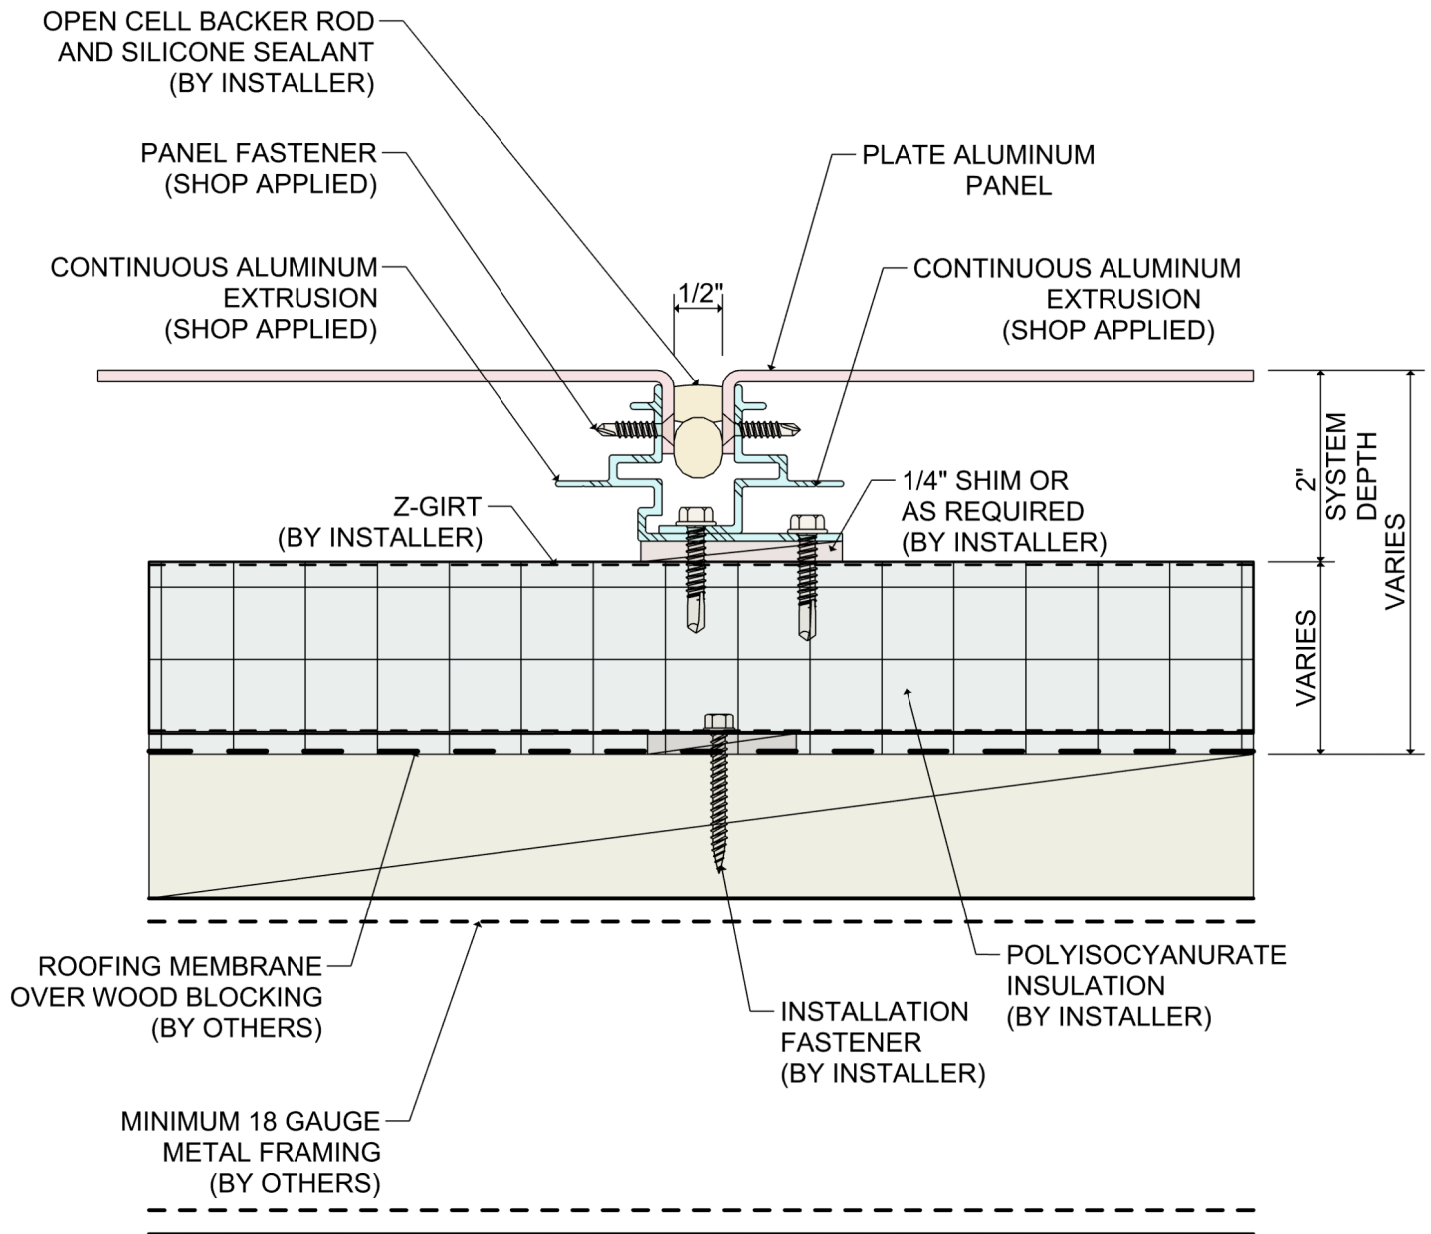 OPEN CELL BACKER ROD
AND SILICONE SEALANT
(BY INSTALLER)
PANEL FASTENER
(SHOP APPLIED)
PLATE ALUMINUM
PANEL
CONTINUOUS ALUMINUM
EXTRUSION
(SHOP APPLIED)
1/2"
CONTINUOUS ALUMINUM
EXTRUSION
(SHOP APPLIED)
Z-GIRT
(BY INSTALLER)
1/4" SHIM OR
AS REQUIRED
(BY INSTALLER)
2"
SYSTEM
DEPTH
VARIES
VARIES
ROOFING MEMBRANE
OVER WOOD BLOCKING
(BY OTHERS)
POLYISOCYANURATE
INSULATION
(BY INSTALLER)
INSTALLATION
FASTENER
(BY INSTALLER)
MINIMUM 18 GAUGE
METAL FRAMING
(BY OTHERS)